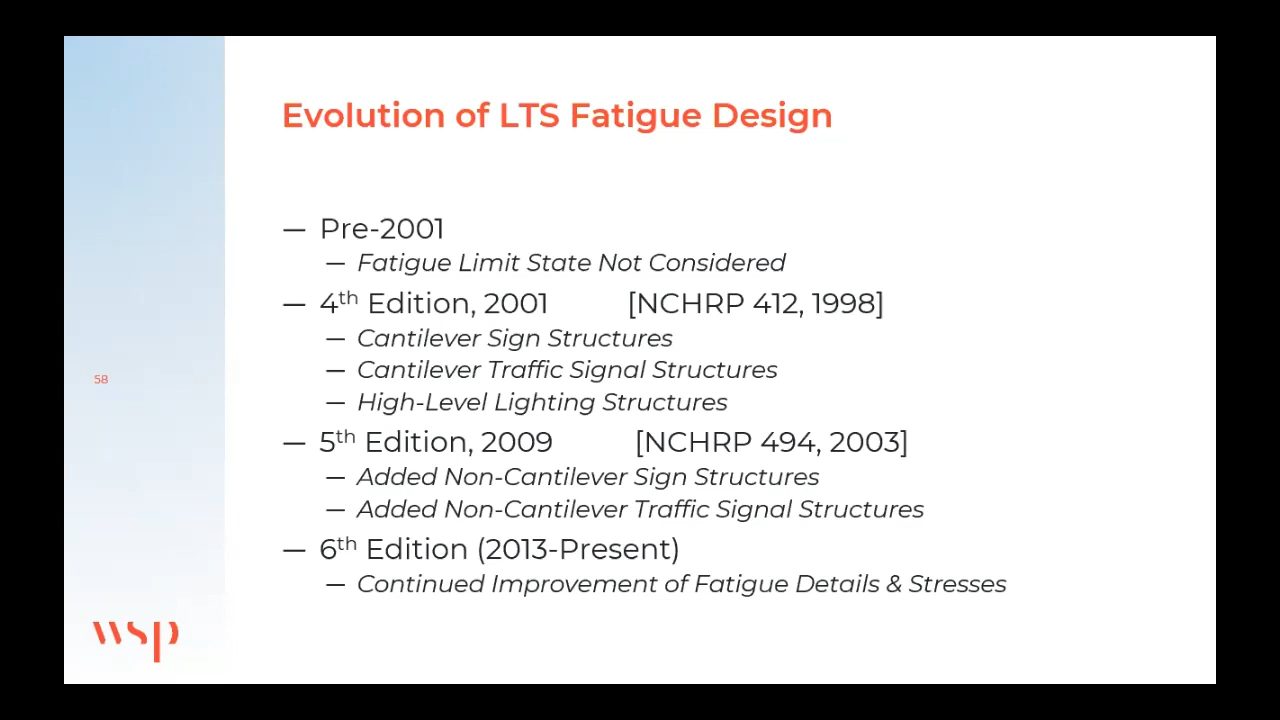 Evolution of LTS Fatigue Design
— Pre-2001
— Fatigue Limit State Not Considered
— 4th Edition, 2001 [NCHRP 412, 1998]
— Cantilever Sign Structures
— Cantilever Traffic Signal Structures
— High-Level Lighting Structures
— 5th Edition, 2009 [NCHRP 494, 2003]
— Added Non-Cantilever Sign Structures
— Added Non-Cantilever Traffic Signal Structures
— 6th Edition (2013-Present)
— Continued Improvement of Fatigue Details & Stresses
58
wsp